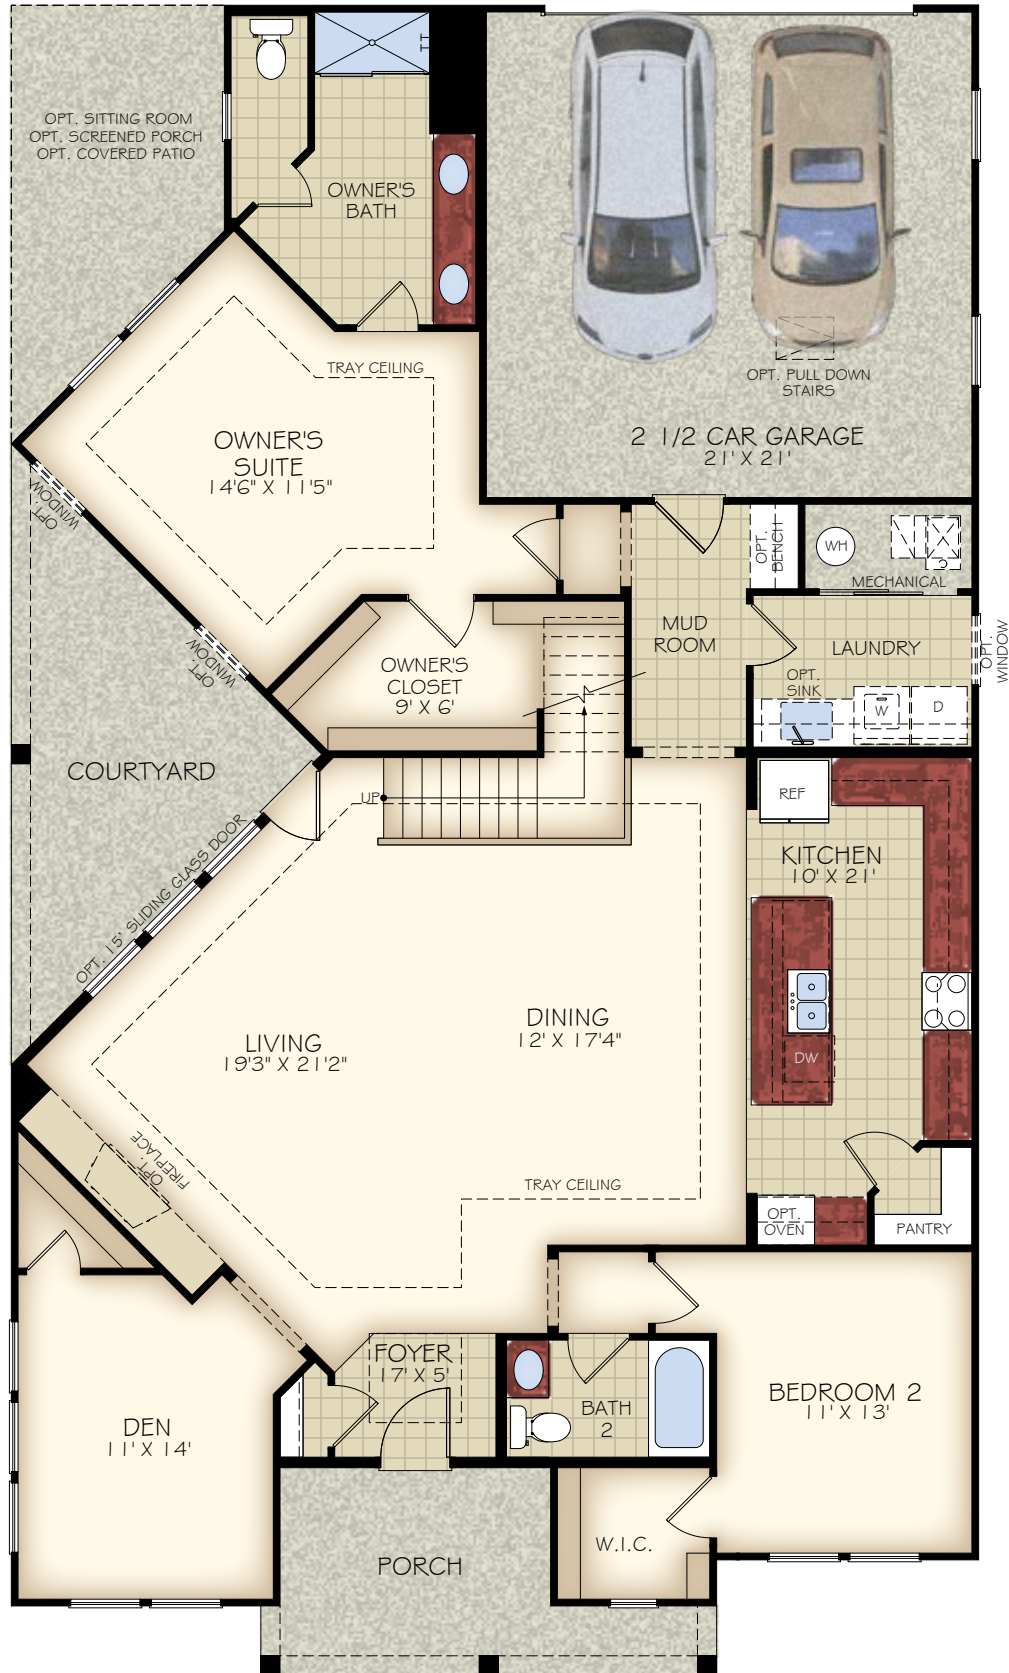 OPT. SITTING ROOM
OPT. SCREENED PORCH
OPT. COVERED PATIO
OWNER'S
BATH
TRAY CEILING
OPT. PULL DOWN
STAIRS
2 1/2 CAR GARAGE
21' X 21'
OWNER'S
SUITE
14'6" X 11'5"
OPT.
WINDOW
OPT.
BENCH
WH
MECHANICAL
MUD
ROOM
LAUNDRY
OPT.
WINDOW
OPT.
SINK
W
D
OPT.
WINDOW
OWNER'S
CLOSET
9' X 6'
COURTYARD
UP
REF
KITCHEN
10' X 21'
OPT. 15' SLIDING GLASS DOOR
DINING
12' X 17'4"
LIVING
19'3" X 21'2"
DW
OPT.
FIREPLACE
TRAY CEILING
OPT.
OVEN
PANTRY
FOYER
17' X 5'
BATH
2
BEDROOM 2
11' X 13'
DEN
11' X 14'
W.I.C.
PORCH